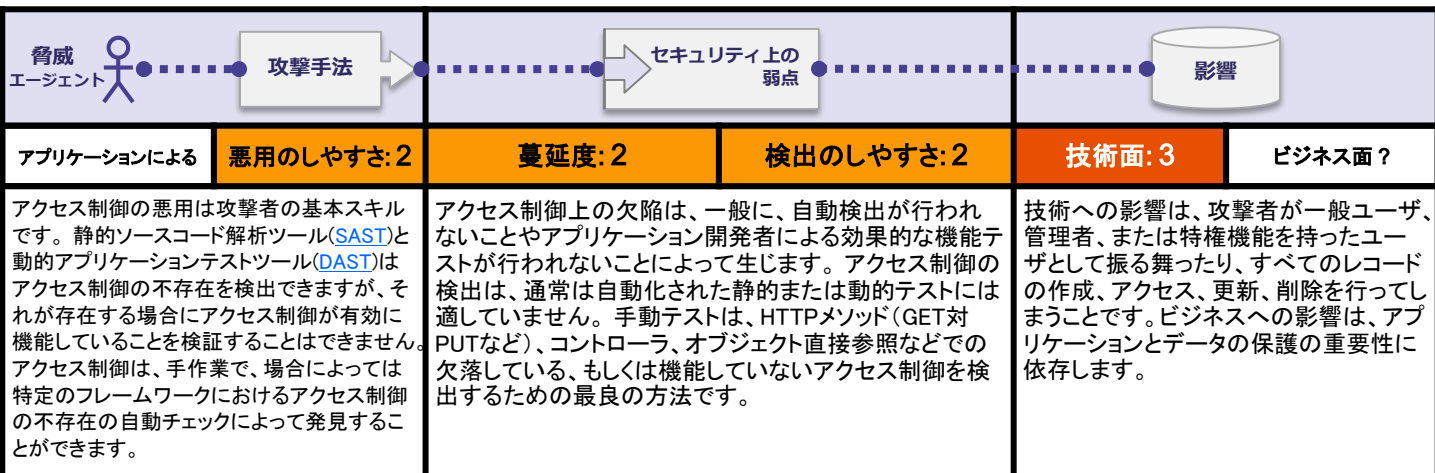 脅威
エージェント
攻撃手法
セキュリティ上の
弱点
影響
アプリケーションによる
悪用のしやすさ: 2
蔓延度: 2
検出のしやすさ: 2
技術面: 3
ビジネス面 ?
アクセス制御の悪用は攻撃者の基本スキル
です。 静的ソースコード解析ツール(SAST)と
動的アプリケーションテストツール(DAST)は
アクセス制御の不存在を検出できますが、そ
れが存在する場合にアクセス制御が有効に
機能していることを検証することはできません。
アクセス制御は、手作業で、場合によっては
特定のフレームワークにおけるアクセス制御
の不存在の自動チェックによって発見するこ
とができます。
アクセス制御上の欠陥は、一般に、自動検出が行われ
ないことやアプリケーション開発者による効果的な機能テ
ストが行われないことによって生じます。 アクセス制御の
検出は、通常は自動化された静的または動的テストには
適していません。 手動テストは、HTTPメソッド（GET対
PUTなど）、コントローラ、オブジェクト直接参照などでの
欠落している、もしくは機能していないアクセス制御を検
出するための最良の方法です。
技術への影響は、攻撃者が一般ユーザ、
管理者、または特権機能を持ったユー
ザとして振る舞ったり、すべてのレコード
の作成、アクセス、更新、削除を行ってし
まうことです。ビジネスへの影響は、アプ
リケーションとデータの保護の重要性に
依存します。